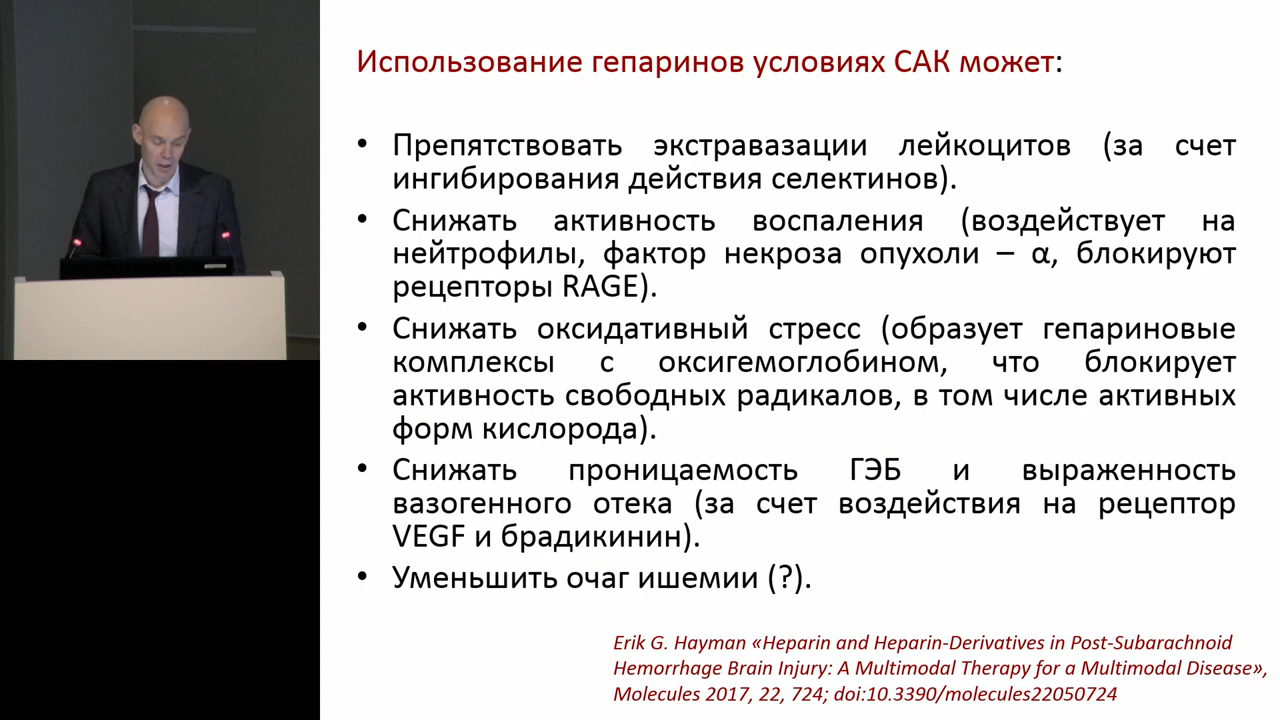 Использование гепаринов условиях САК может:
• Препятствовать экстравазации лейкоцитов (за счет
ингибирования действия селектинов).
• Снижать активность воспаления (воздействует на
нейтрофилы, фактор некроза опухоли – α, блокируют
рецепторы RAGE).
• Снижать оксидативный стресс (образует гепариновые
комплексы с оксигемоглобином, что блокирует
активность свободных радикалов, в том числе активных
форм кислорода).
• Снижать проницаемость ГЭБ и выраженность
вазогенного отека (за счет воздействия на рецептор
VEGF и брадикинин).
• Уменьшить очаг ишемии (?).
Erik G. Hayman «Heparin and Heparin-Derivatives in Post-Subarachnoid
Hemorrhage Brain Injury: A Multimodal Therapy for a Multimodal Disease»,
Molecules 2017, 22, 724; doi:10.3390/molecules22050724